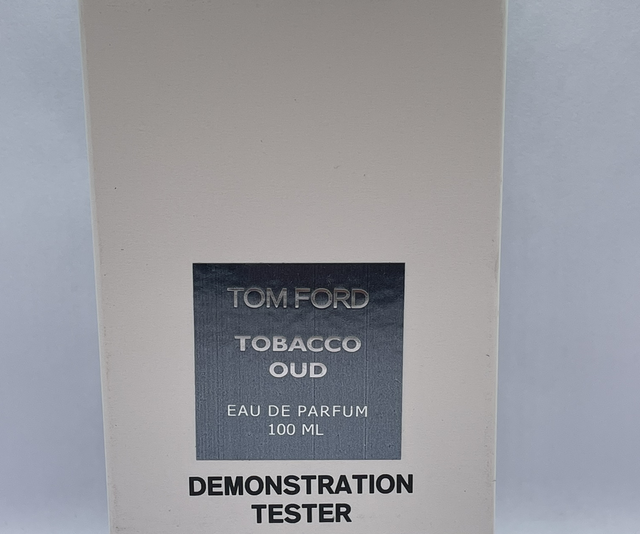 TOM FORD
TOBACCO
OUD
EAU DE PARFUM
100 ML
DEMONSTRATION
TESTER